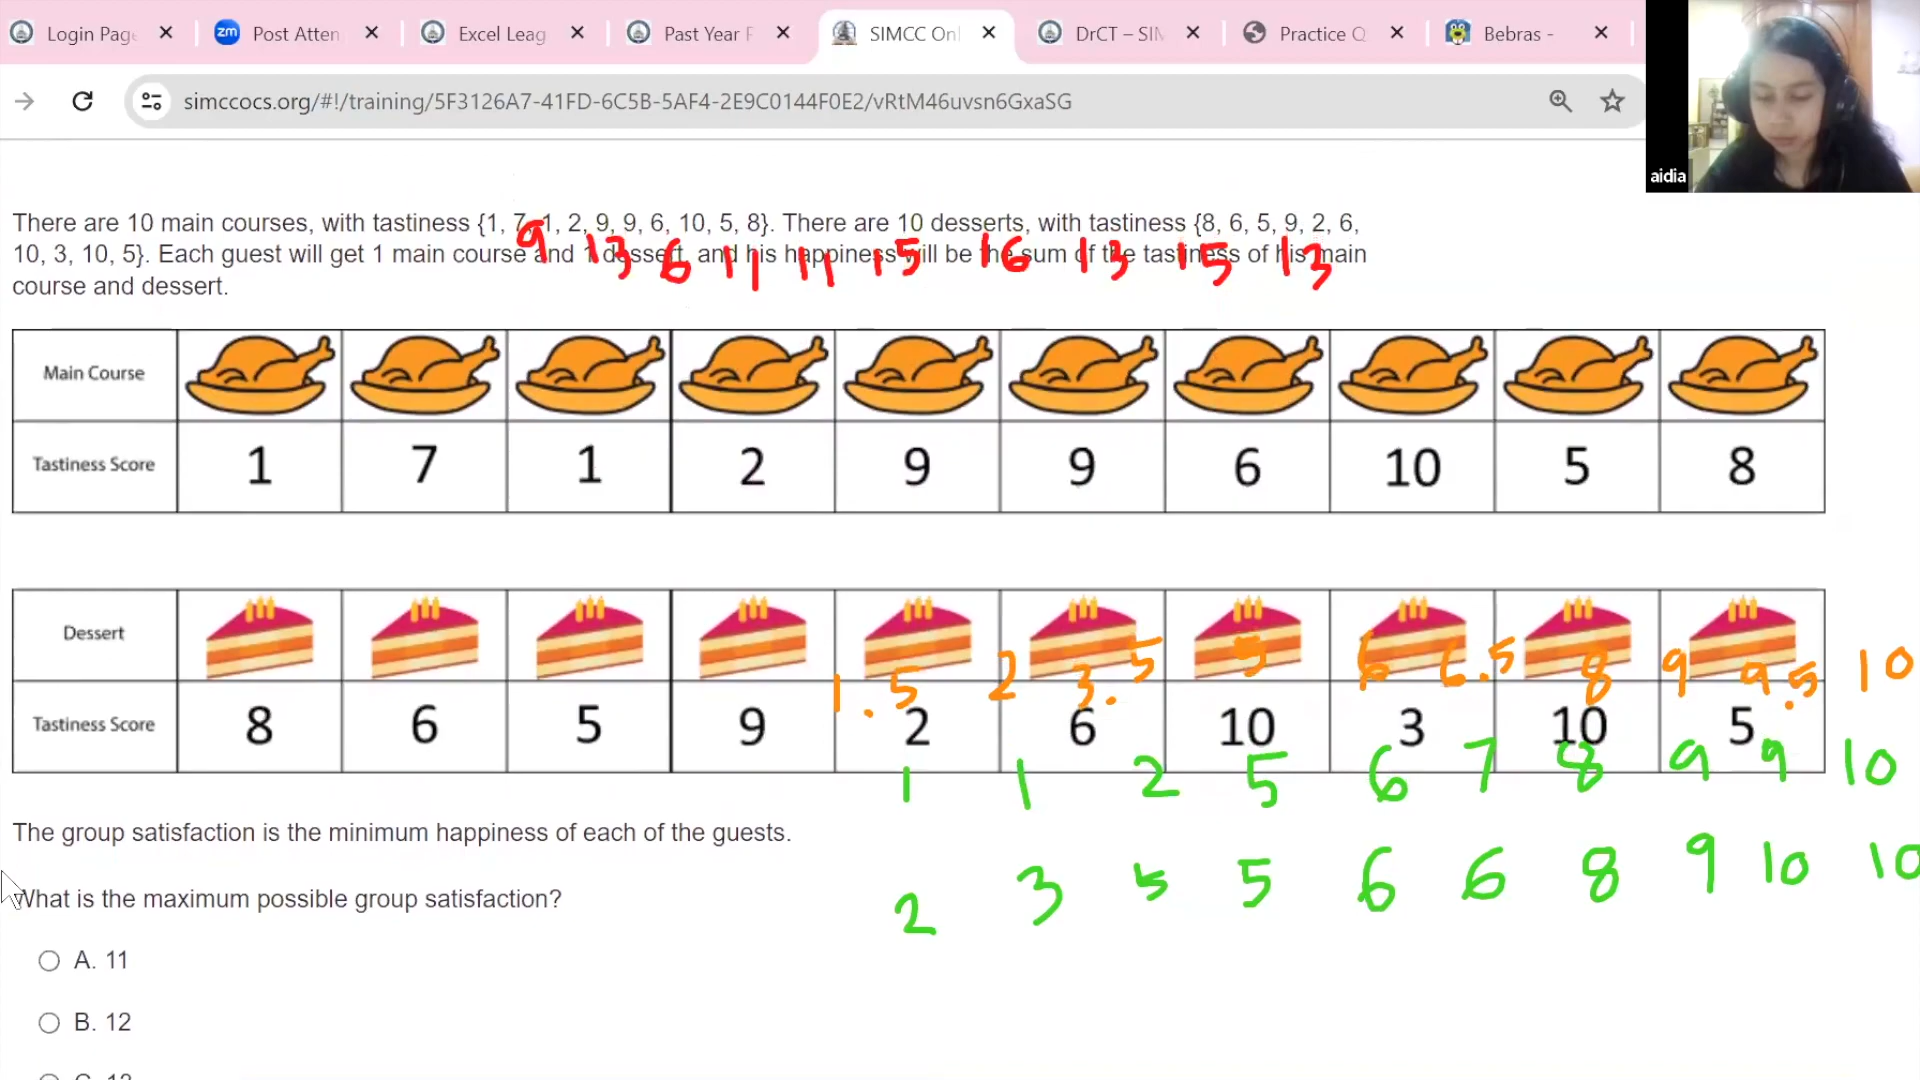 Login Pag
Post Atten
Excel Leag
Past Year
SIMCC Onl
DrCT – SIM
Practice Q
Bebras -
simccocs.org/#!/training/5F3126A7-41FD-6C5B-5AF4-2E9C0144F0E2/vRtM46uvsn6GxaSG
aidia
There are 10 main courses, with tastiness {1, 7, 1, 2, 9, 9, 6, 10, 5, 8}. There are 10 desserts, with tastiness {8, 6, 5, 9, 2, 6,
10, 3, 10, 5}. Each guest will get 1 main course and 1 dessert, and his happiness will be the sum of the tastiness of his main
9 13 6 11 11 15 16 13 15 13
course and dessert.
Main Course
Tastiness Score 1 7 1 2 9 9 6 10 5 8
Dessert
1.5 2 3.5 5 6 6.5 8 9 9.5 10
Tastiness Score 8 6 5 9 2 6 10 3 10 5
1 1 2 5 6 7 8 9 9 10
The group satisfaction is the minimum happiness of each of the guests.
2 3 5 5 6 6 8 9 10 10
What is the maximum possible group satisfaction?
A. 11
B. 12